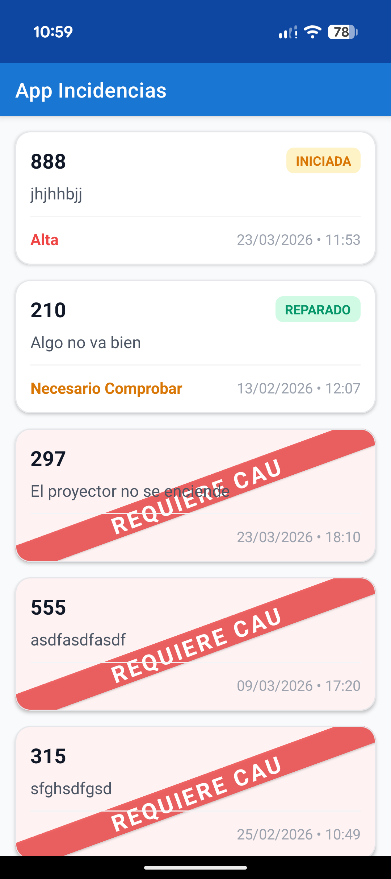 10:59
78
App Incidencias
888
INICIADA
jhjhhbjj
Alta
23/03/2026 • 11:53
210
REPARADO
Algo no va bien
Necesario Comprobar
13/02/2026 • 12:07
297
El proyector no se enciende
REQUIERE CAU
23/03/2026 • 18:10
555
asdfasdfasdf
REQUIERE CAU
09/03/2026 • 17:20
315
sfghsdfgsd
REQUIERE CAU
25/02/2026 • 10:49